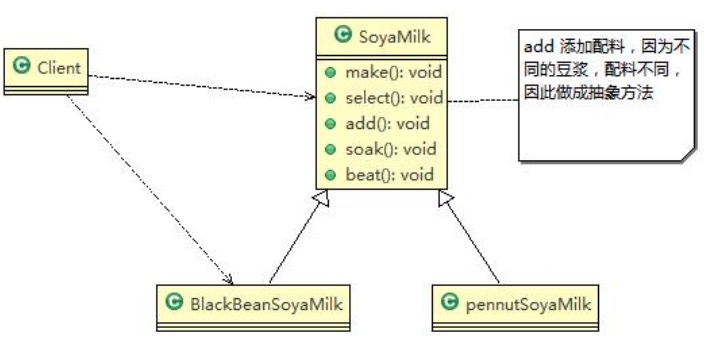 SoyaMilk
Client
make(): void
select(): void
add(): void
soak(): void
beat(): void
add 添加配料，因为不
同的豆浆，配料不同，
因此做成抽象方法
BlackBeanSoyaMilk
pennutSoyaMilk